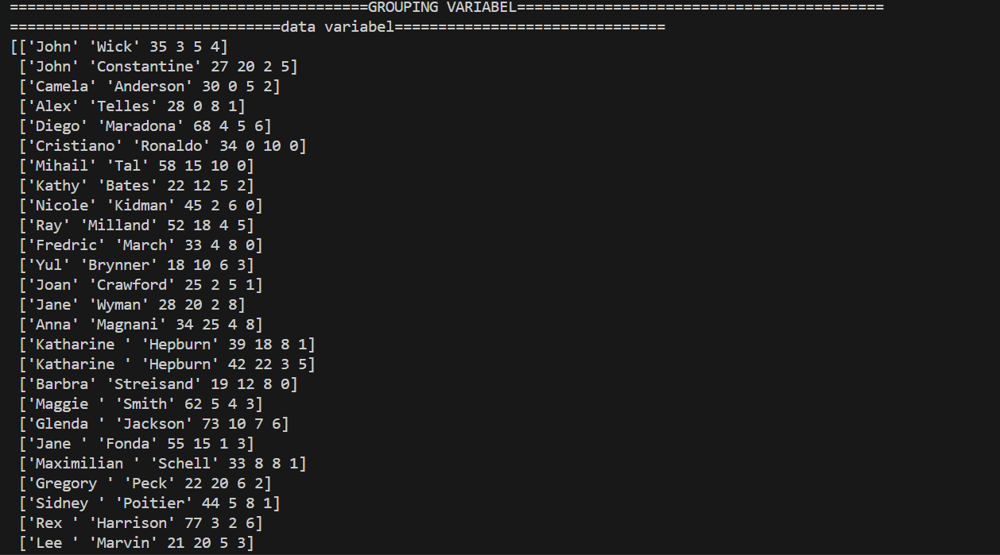 =========================================GROUPING VARIABEL==========================================
===============================data variabel===============================
[['John' 'Wick' 35 3 5 4]
['John' 'Constantine' 27 20 2 5]
['Camela' 'Anderson' 30 0 5 2]
['Alex' 'Telles' 28 0 8 1]
['Diego' 'Maradona' 68 4 5 6]
['Cristiano' 'Ronaldo' 34 0 10 0]
['Mihail' 'Tal' 58 15 10 0]
['Kathy' 'Bates' 22 12 5 2]
['Nicole' 'Kidman' 45 2 6 0]
['Ray' 'Milland' 52 18 4 5]
['Fredric' 'March' 33 4 8 0]
['Yul' 'Brynner' 18 10 6 3]
['Joan' 'Crawford' 25 2 5 1]
['Jane' 'Wyman' 28 20 2 8]
['Anna' 'Magnani' 34 25 4 8]
['Katharine ' 'Hepburn' 39 18 8 1]
['Katharine ' 'Hepburn' 42 22 3 5]
['Barbra' 'Streisand' 19 12 8 0]
['Maggie ' 'Smith' 62 5 4 3]
['Glenda ' 'Jackson' 73 10 7 6]
['Jane ' 'Fonda' 55 15 1 3]
['Maximilian ' 'Schell' 33 8 8 1]
['Gregory ' 'Peck' 22 20 6 2]
['Sidney ' 'Poitier' 44 5 8 1]
['Rex ' 'Harrison' 77 3 2 6]
['Lee ' 'Marvin' 21 20 5 3]